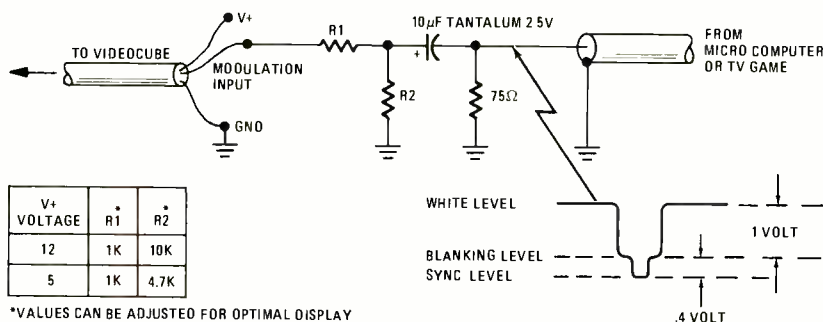 V+
TO VIDEOCUBE
MODULATION
INPUT
GND
R1
R2
10µF TANTALUM 25V
+
75Ω
FROM
MICRO COMPUTER
OR TV GAME
V+
VOLTAGE
R1*
R2*
12 1K 10K
5 1K 4.7K
*VALUES CAN BE ADJUSTED FOR OPTIMAL DISPLAY
WHITE LEVEL
BLANKING LEVEL
SYNC LEVEL
1 VOLT
.4 VOLT